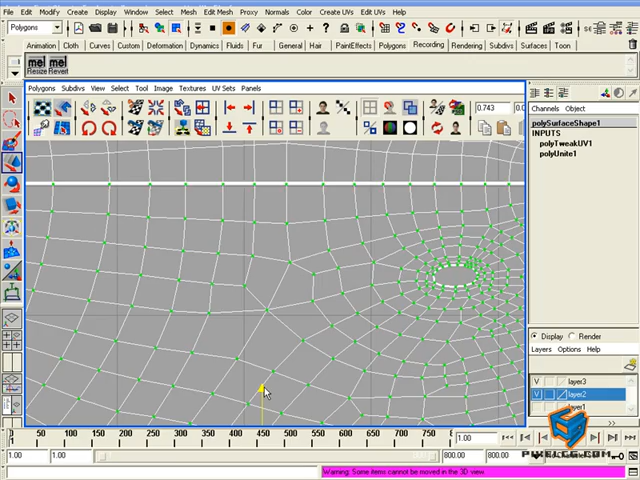 File Edit Modify Create Display Window Select Mesh Edit Mesh Proxy Normals Color Create UVs Edit UVs
Polygons
Animation Cloth Curves Custom Deformation Dynamics Fluids Fur General Hair PaintEffects Polygons Recording Rendering Subdivs Surfaces Toon
mel mel
Resize Revert
Polygons Subdivs View Select Tool Image Textures UV Sets Panels
0.743
Channels Object
polySurfaceShape1
INPUTS
polyTweakUV1
polyUnite1
Display Render
Layers Options Help
V layer3
V layer2
V layer1
1 50 100 150 200 250 300 350 400 450 500 550 600 650 700 750 1.00
1.00 1.00 800.00 800.00
Warning: Some items cannot be moved in the 3D view